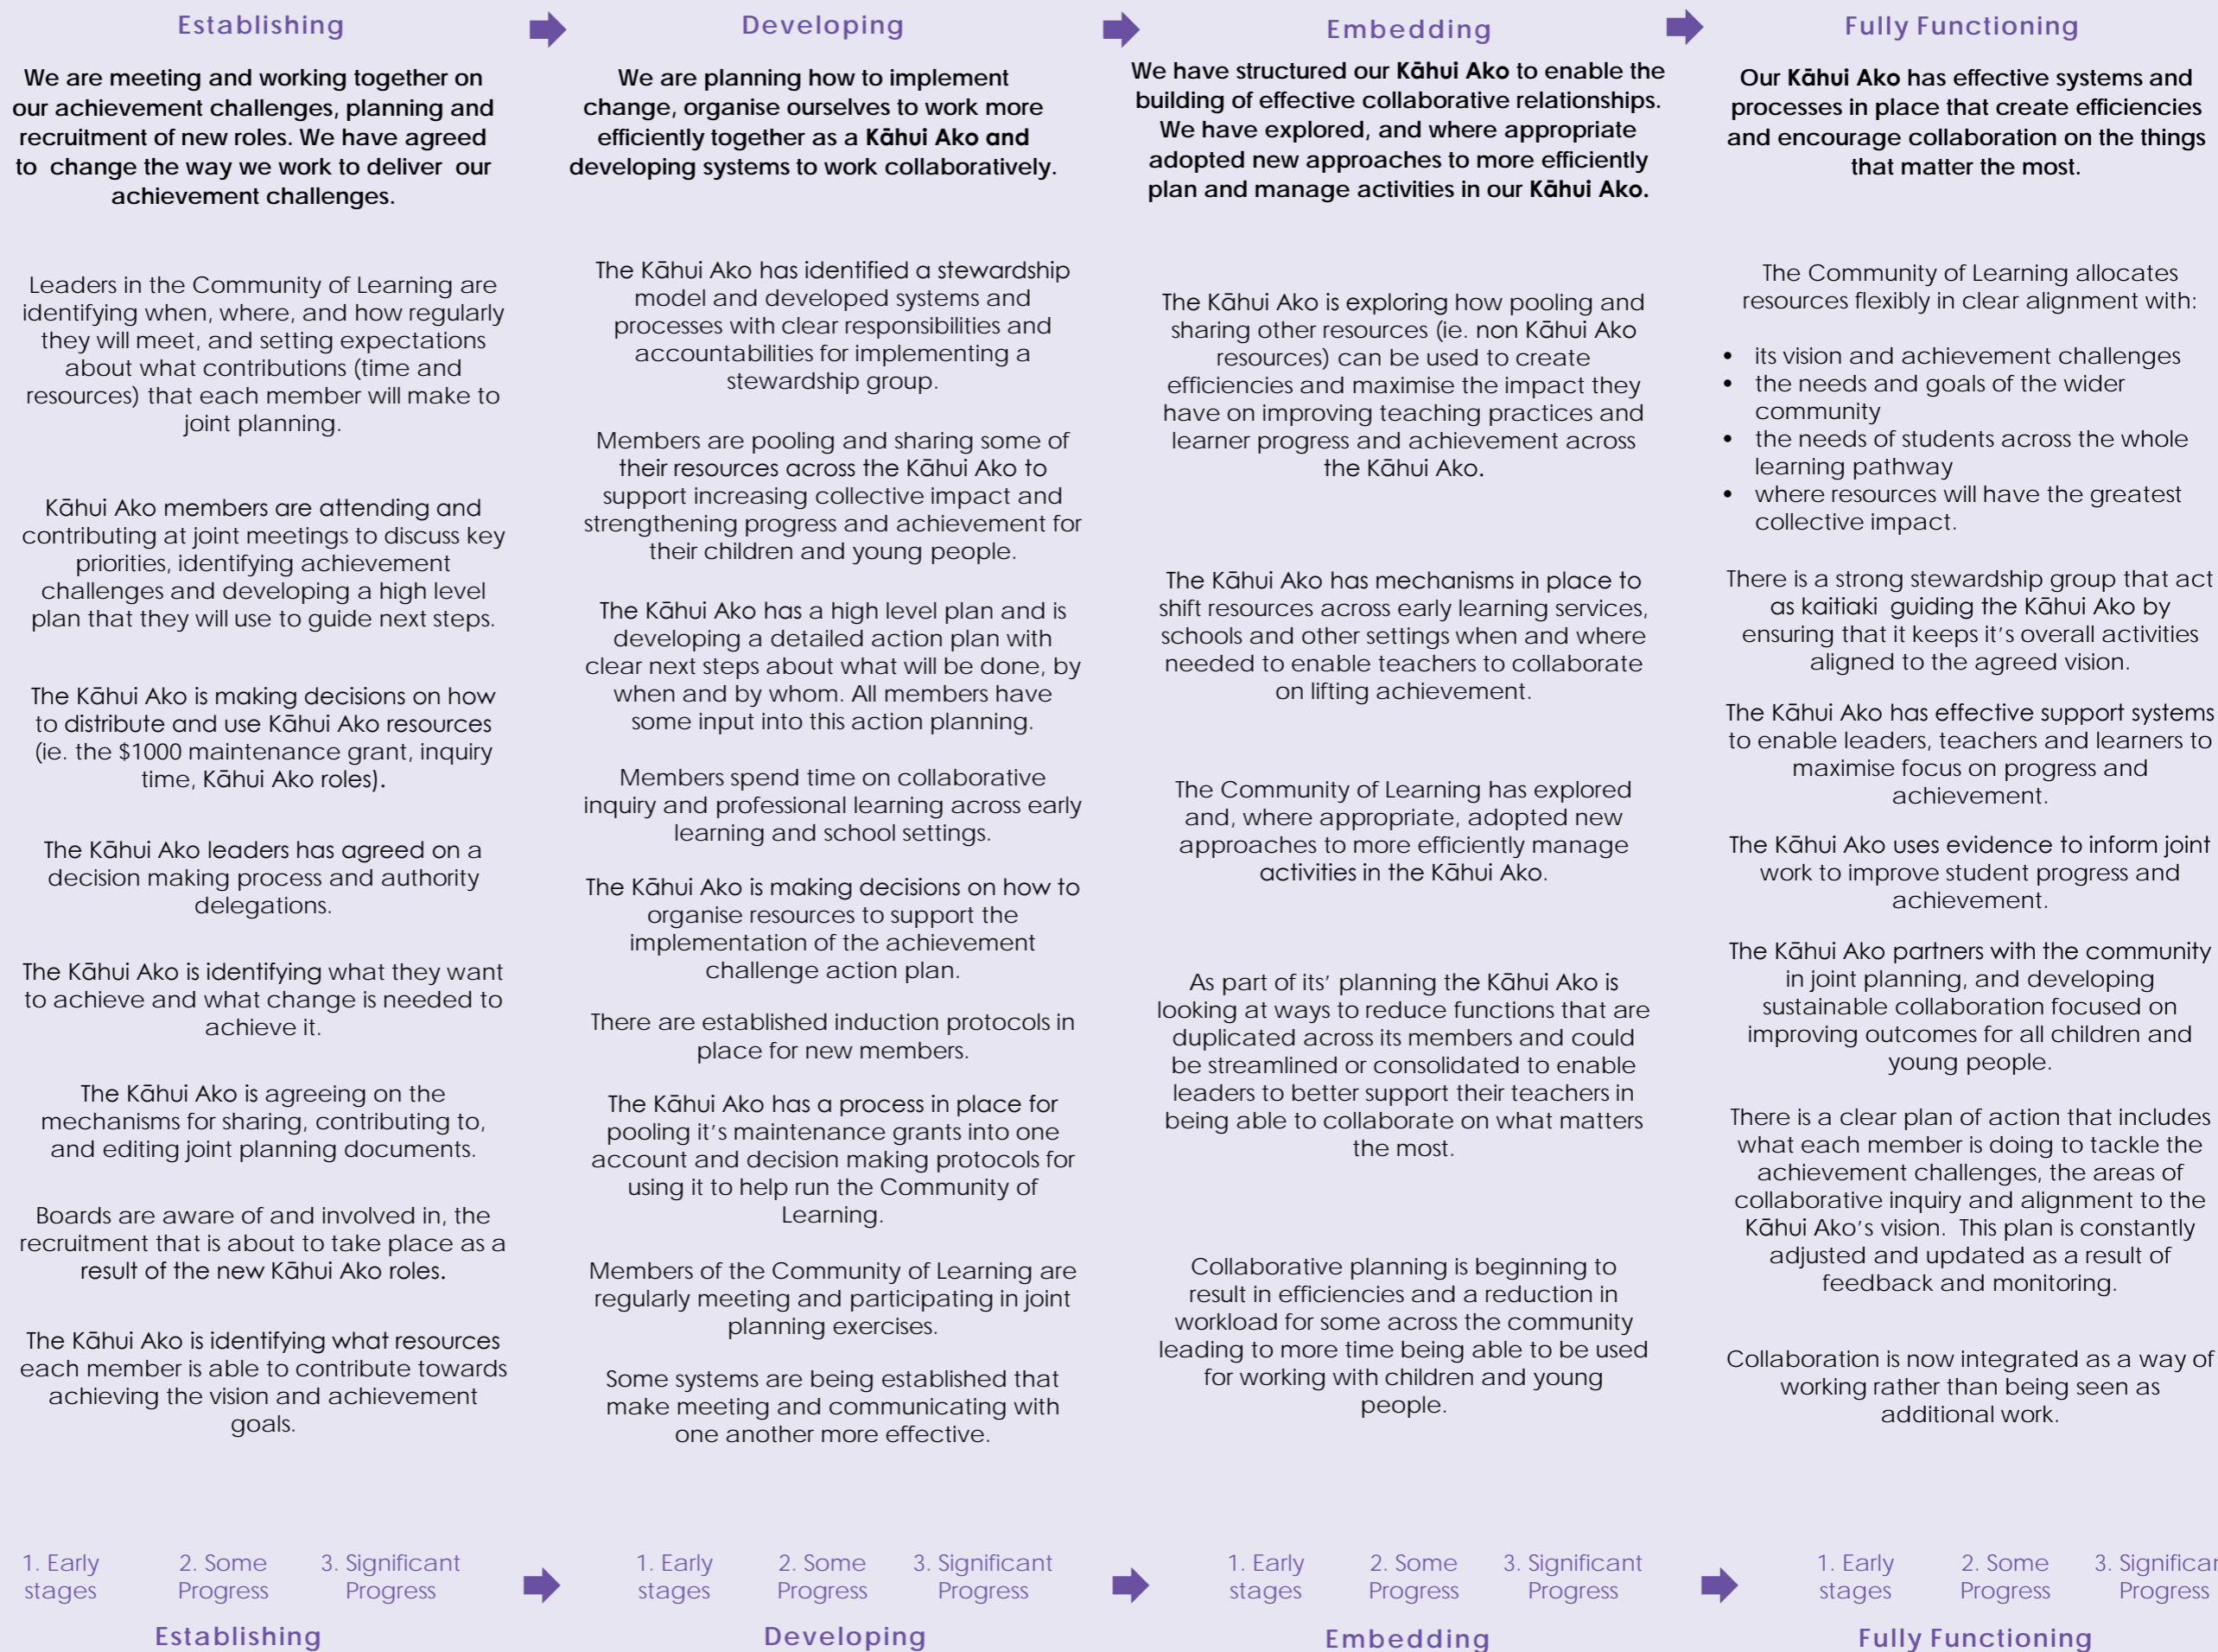 Establishing
We are meeting and working together on
our achievement challenges, planning and
recruitment of new roles. We have agreed
to change the way we work to deliver our
achievement challenges.
Leaders in the Community of Learning are
identifying when, where, and how regularly
they will meet, and setting expectations
about what contributions (time and
resources) that each member will make to
joint planning.
Kāhui Ako members are attending and
contributing at joint meetings to discuss key
priorities, identifying achievement
challenges and developing a high level
plan that they will use to guide next steps.
The Kāhui Ako is making decisions on how
to distribute and use Kāhui Ako resources
(ie. the $1000 maintenance grant, inquiry
time, Kāhui Ako roles).
The Kāhui Ako leaders has agreed on a
decision making process and authority
delegations.
The Kāhui Ako is identifying what they want
to achieve and what change is needed to
achieve it.
The Kāhui Ako is agreeing on the
mechanisms for sharing, contributing to,
and editing joint planning documents.
Boards are aware of and involved in, the
recruitment that is about to take place as a
result of the new Kāhui Ako roles.
The Kāhui Ako is identifying what resources
each member is able to contribute towards
achieving the vision and achievement
goals.
1. Early stages
2. Some Progress
3. Significant Progress
Establishing
Developing
We are planning how to implement
change, organise ourselves to work more
efficiently together as a Kāhui Ako and
developing systems to work collaboratively.
The Kāhui Ako has identified a stewardship
model and developed systems and
processes with clear responsibilities and
accountabilities for implementing a
stewardship group.
Members are pooling and sharing some of
their resources across the Kāhui Ako to
support increasing collective impact and
strengthening progress and achievement for
their children and young people.
The Kāhui Ako has a high level plan and is
developing a detailed action plan with
clear next steps about what will be done, by
when and by whom. All members have
some input into this action planning.
Members spend time on collaborative
inquiry and professional learning across early
learning and school settings.
The Kāhui Ako is making decisions on how to
organise resources to support the
implementation of the achievement
challenge action plan.
There are established induction protocols in
place for new members.
The Kāhui Ako has a process in place for
pooling it's maintenance grants into one
account and decision making protocols for
using it to help run the Community of
Learning.
Members of the Community of Learning are
regularly meeting and participating in joint
planning exercises.
Some systems are being established that
make meeting and communicating with
one another more effective.
1. Early stages
2. Some Progress
3. Significant Progress
Developing
Embedding
We have structured our Kāhui Ako to enable the
building of effective collaborative relationships.
We have explored, and where appropriate
adopted new approaches to more efficiently
plan and manage activities in our Kāhui Ako.
The Kāhui Ako is exploring how pooling and
sharing other resources (ie. non Kāhui Ako
resources) can be used to create
efficiencies and maximise the impact they
have on improving teaching practices and
learner progress and achievement across
the Kāhui Ako.
The Kāhui Ako has mechanisms in place to
shift resources across early learning services,
schools and other settings when and where
needed to enable teachers to collaborate
on lifting achievement.
The Community of Learning has explored
and, where appropriate, adopted new
approaches to more efficiently manage
activities in the Kāhui Ako.
As part of its' planning the Kāhui Ako is
looking at ways to reduce functions that are
duplicated across its members and could
be streamlined or consolidated to enable
leaders to better support their teachers in
being able to collaborate on what matters
the most.
Collaborative planning is beginning to
result in efficiencies and a reduction in
workload for some across the community
leading to more time being able to be used
for working with children and young
people.
1. Early stages
2. Some Progress
3. Significant Progress
Embedding
Fully Functioning
Our Kāhui Ako has effective systems and
processes in place that create efficiencies
and encourage collaboration on the things
that matter the most.
The Community of Learning allocates
resources flexibly in clear alignment with:
• its vision and achievement challenges
• the needs and goals of the wider
community
• the needs of students across the whole
learning pathway
• where resources will have the greatest
collective impact.
There is a strong stewardship group that act
as kaitiaki guiding the Kāhui Ako by
ensuring that it keeps it's overall activities
aligned to the agreed vision.
The Kāhui Ako has effective support systems
to enable leaders, teachers and learners to
maximise focus on progress and
achievement.
The Kāhui Ako uses evidence to inform joint
work to improve student progress and
achievement.
The Kāhui Ako partners with the community
in joint planning, and developing
sustainable collaboration focused on
improving outcomes for all children and
young people.
There is a clear plan of action that includes
what each member is doing to tackle the
achievement challenges, the areas of
collaborative inquiry and alignment to the
Kāhui Ako's vision. This plan is constantly
adjusted and updated as a result of
feedback and monitoring.
Collaboration is now integrated as a way of
working rather than being seen as
additional work.
1. Early stages
2. Some Progress
3. Significan Progress
Fully Functioning